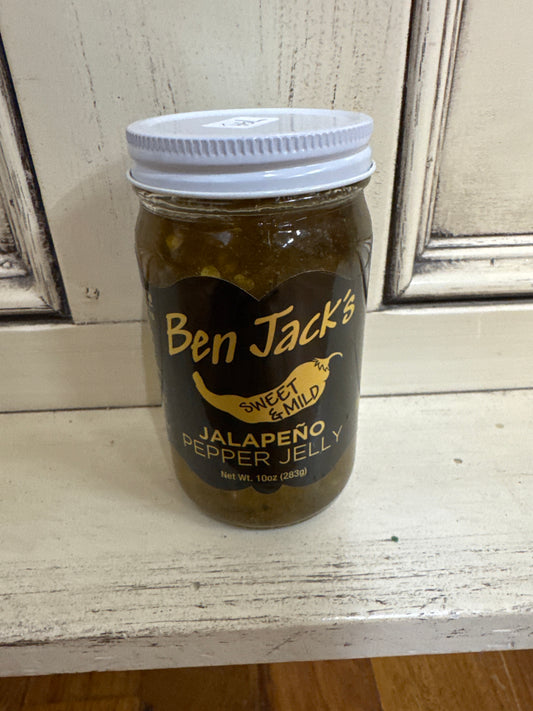 Ben Jack's
SWEET
& MILD
JALAPEÑO
PEPPER JELLY
Net Wt. 10oz (283g)